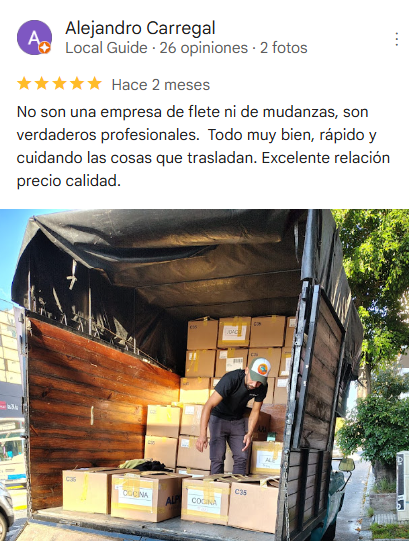 A
Alejandro Carregal
Local Guide · 26 opiniones · 2 fotos
Hace 2 meses
No son una empresa de flete ni de mudanzas, son
verdaderos profesionales. Todo muy bien, rápido y
cuidando las cosas que trasladan. Excelente relación
precio calidad.
C35
COCINA
COCINA
C35